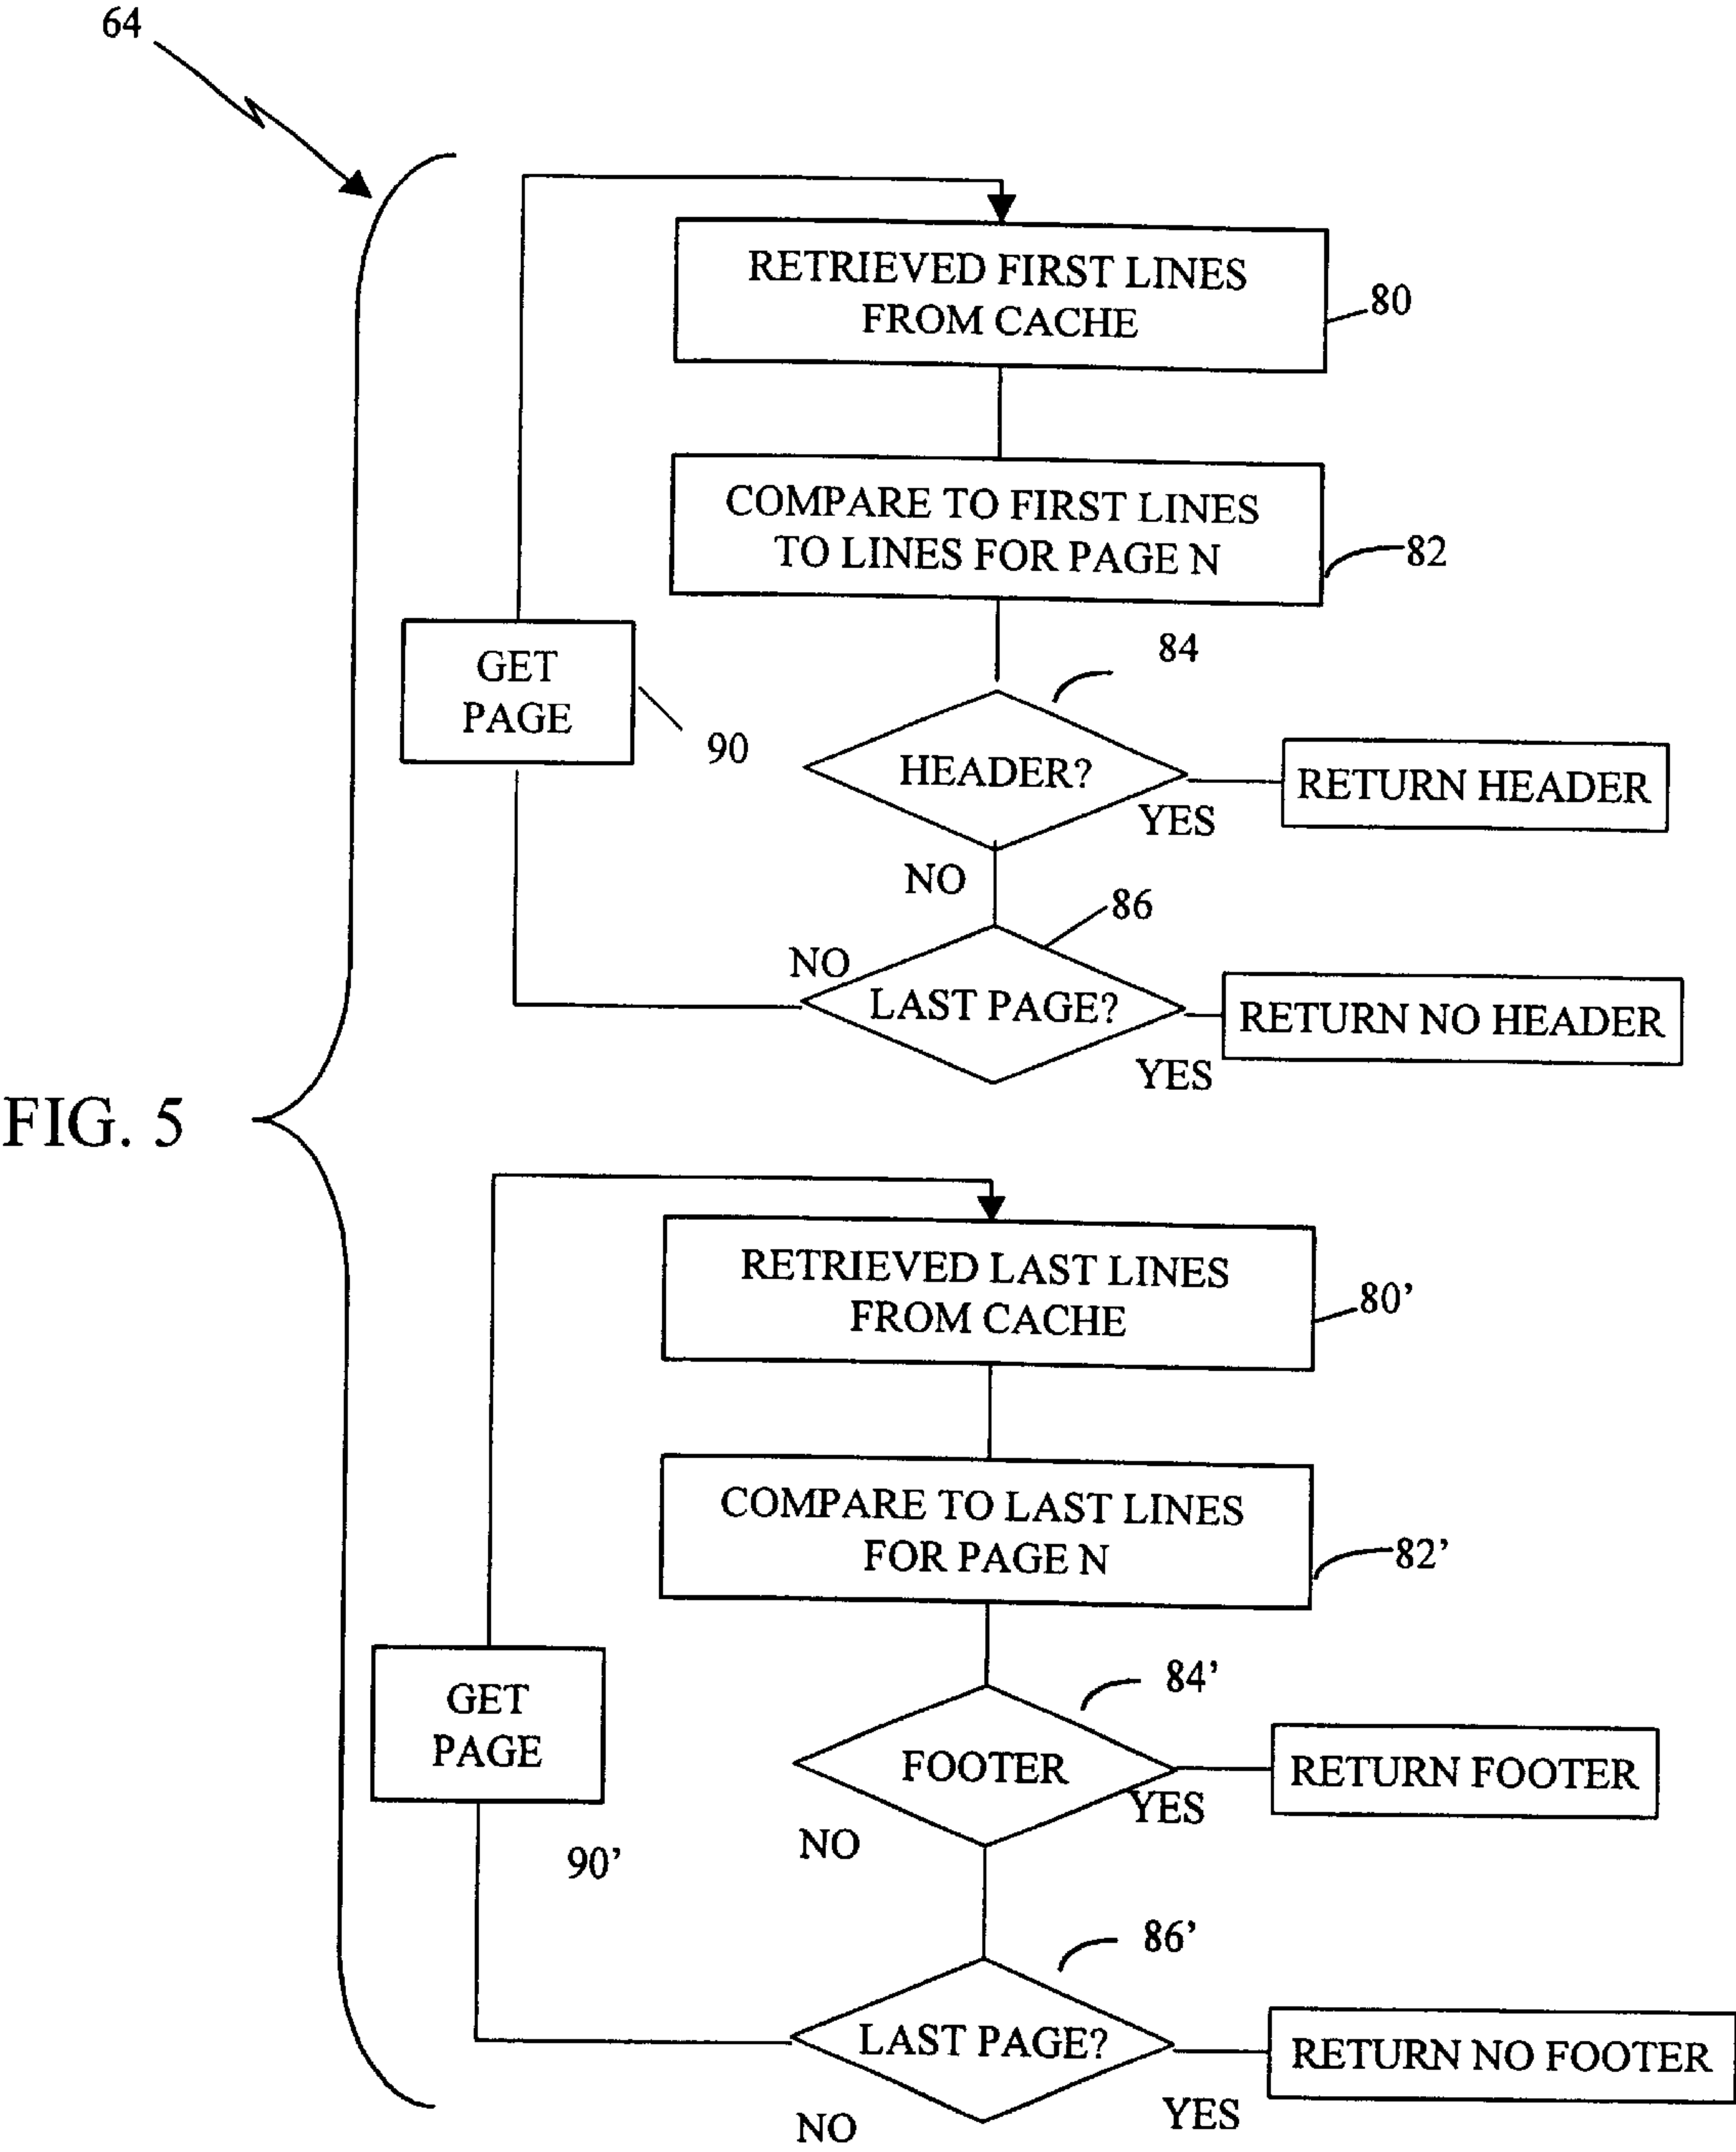 64
RETRIEVED FIRST LINES
FROM CACHE
80
COMPARE TO FIRST LINES
TO LINES FOR PAGE N
82
GET
PAGE
90
84
HEADER?
YES
RETURN HEADER
NO
86
NO
LAST PAGE?
YES
RETURN NO HEADER
FIG. 5
RETRIEVED LAST LINES
FROM CACHE
80’
COMPARE TO LAST LINES
FOR PAGE N
82’
GET
PAGE
90’
84’
FOOTER
YES
RETURN FOOTER
NO
86’
LAST PAGE?
NO
YES
RETURN NO FOOTER